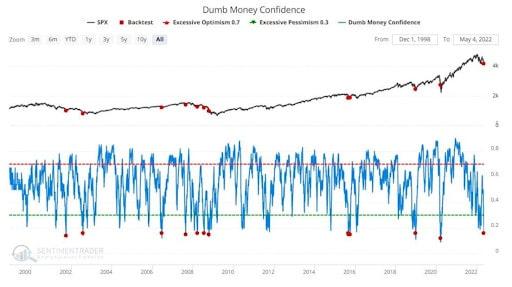 Dumb Money Confidence
SPX Backtest Excessive Optimism 0.7 Excessive Pessimism 0.3 Dumb Money Confidence
Zoom 3m 6m YTD 1y 3y 5y 10y All From Dec 1, 1998 To May 4, 2022
4k
2k
0.8
0.6
0.4
0.2
0
SENTIMENTRADER
2000 2002 2004 2006 2008 2010 2012 2014 2016 2018 2020 2022